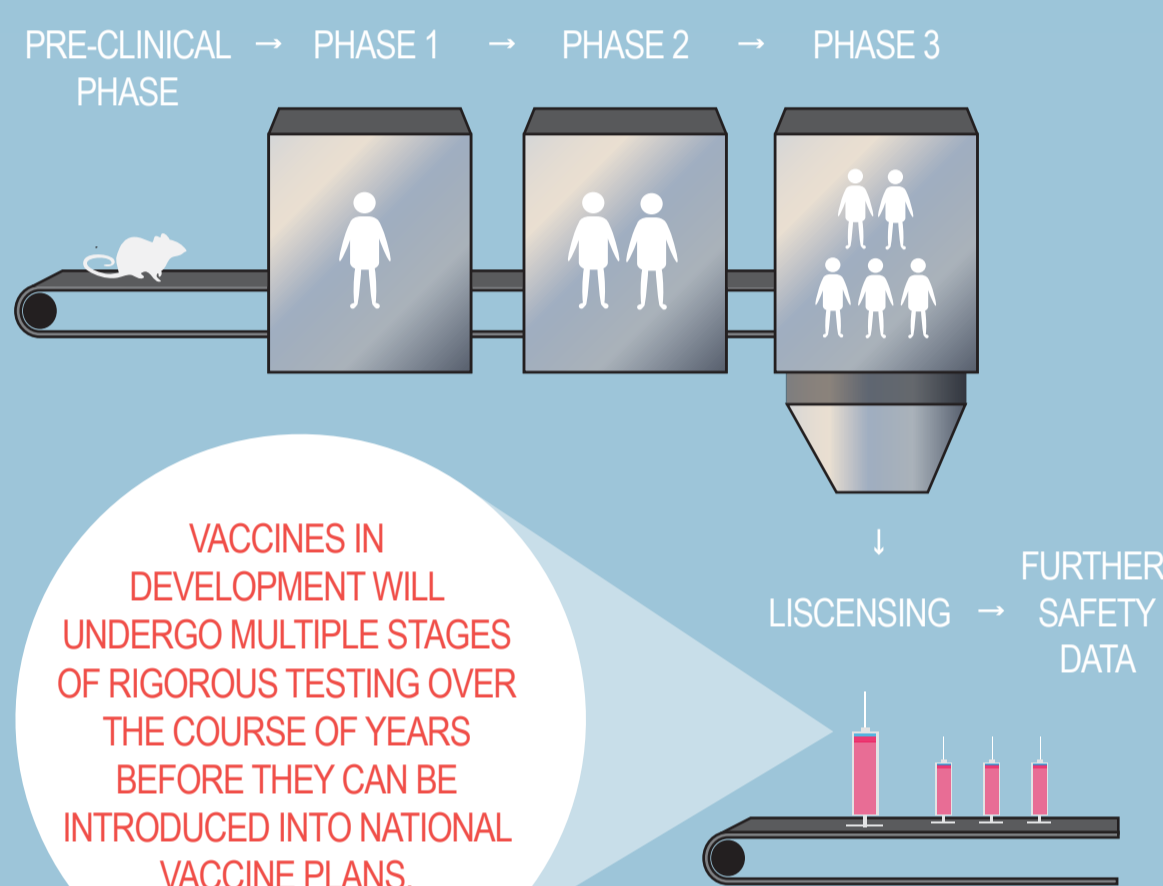 PRE-CLINICAL → PHASE 1 → PHASE 2 → PHASE 3
PHASE
↓
FURTHER
LISCENSING → SAFETY
DATA
VACCINES IN
DEVELOPMENT WILL
UNDERGO MULTIPLE STAGES
OF RIGOROUS TESTING OVER
THE COURSE OF YEARS
BEFORE THEY CAN BE
INTRODUCED INTO NATIONAL
VACCINE PLANS.